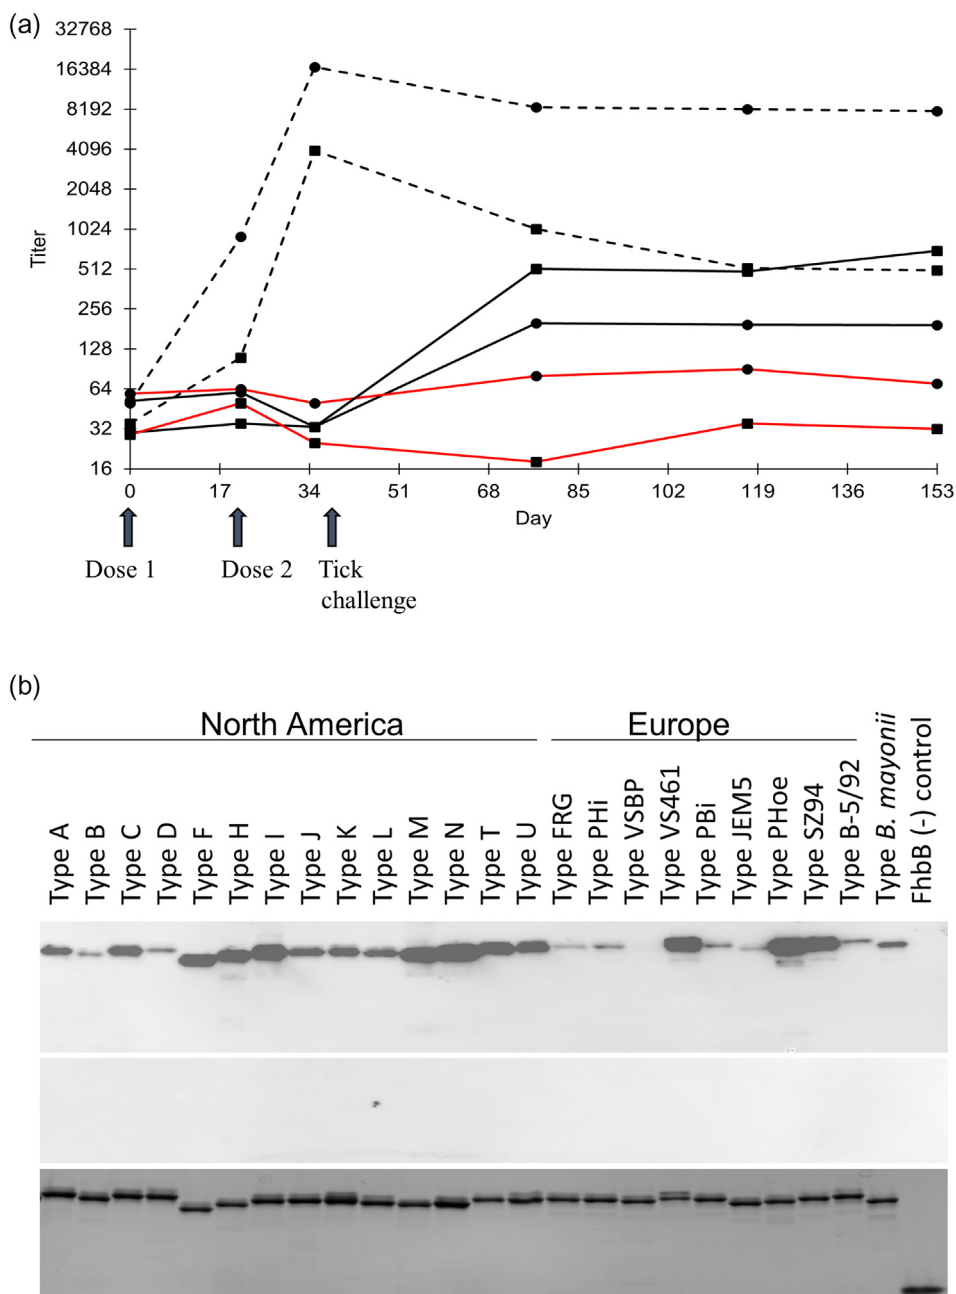 (a)
32768
16384
8192
4096
2048
1024
512
256
128
64
32
16
Titer
0 17 34 51 68 85 102 119 136 153
Day
Dose 1 Dose 2 Tick
challenge
(b)
North America Europe
Type A
Type B
Type C
Type D
Type F
Type H
Type I
Type J
Type K
Type L
Type M
Type N
Type T
Type U
Type FRG
Type PHi
Type VSBP
Type VS461
Type PBi
Type JEM5
Type PHoe
Type SZ94
Type B-5/92
Type B. mayonii
FhbB (-) control